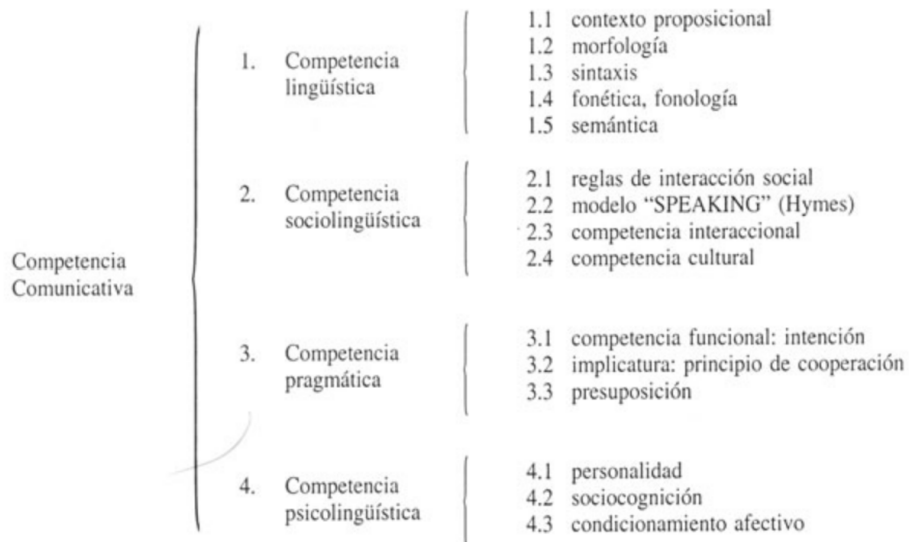 Competencia
Comunicativa
1. Competencia
lingüística
1.1 contexto proposicional
1.2 morfología
1.3 sintaxis
1.4 fonética, fonología
1.5 semántica
2. Competencia
sociolingüística
2.1 reglas de interacción social
2.2 modelo “SPEAKING” (Hymes)
2.3 competencia interaccional
2.4 competencia cultural
3. Competencia
pragmática
3.1 competencia funcional: intención
3.2 implicatura: principio de cooperación
3.3 presuposición
4. Competencia
psicolingüística
4.1 personalidad
4.2 sociocognición
4.3 condicionamiento afectivo